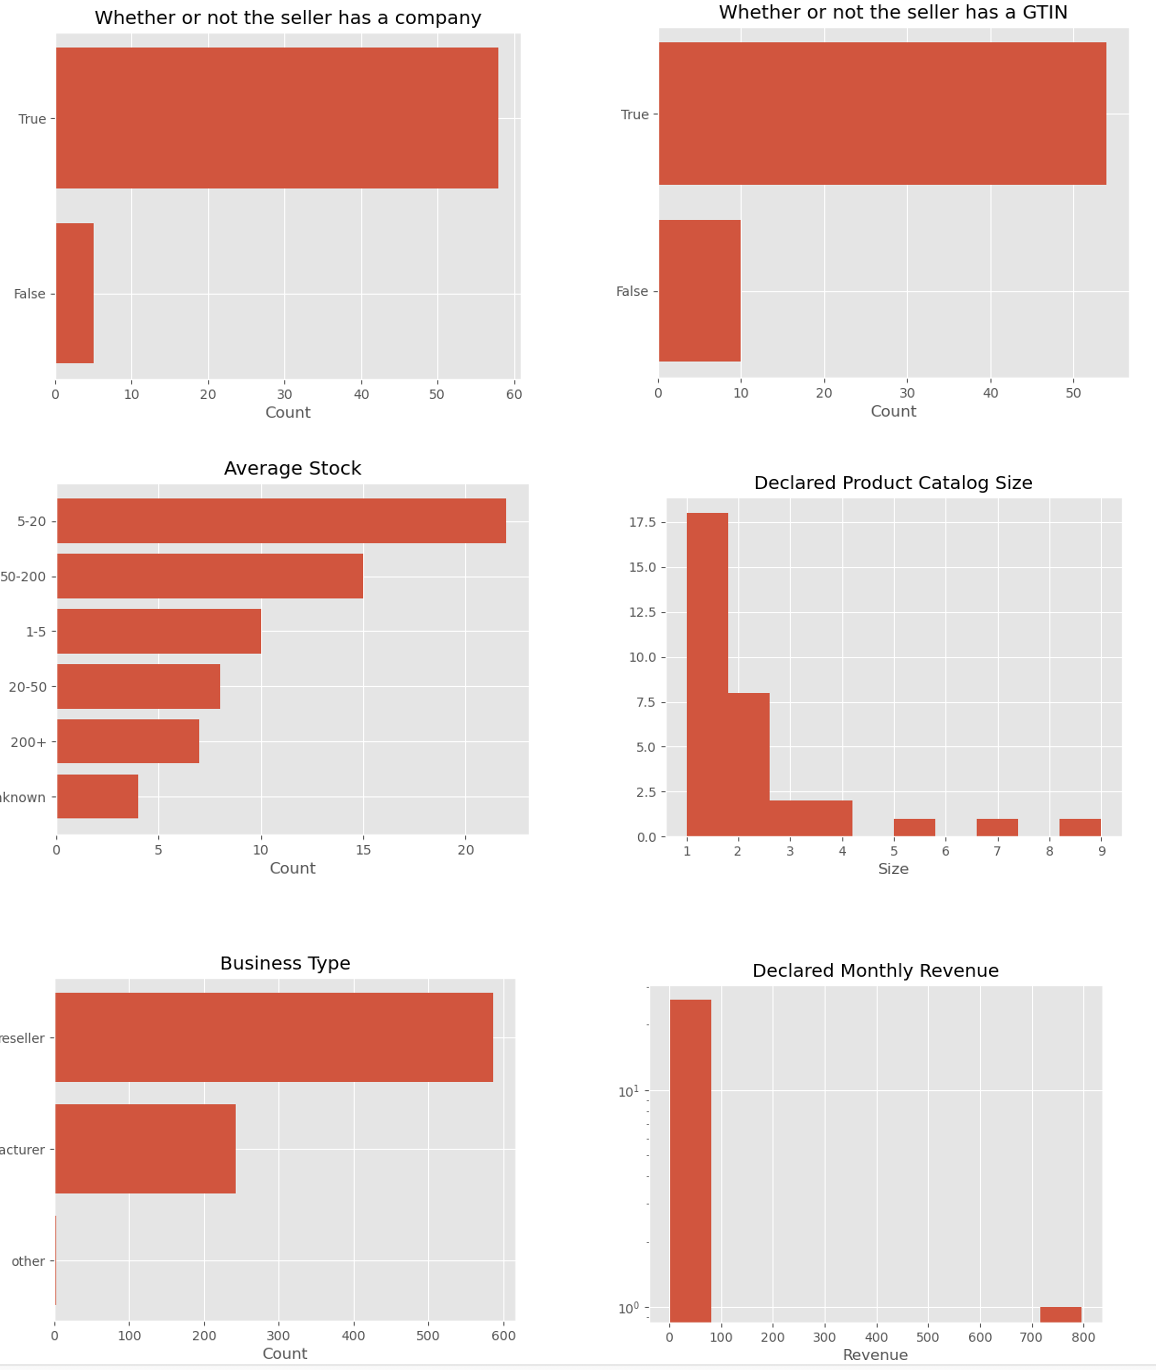 Whether or not the seller has a company
True
False
0 10 20 30 40 50 60
Count
Whether or not the seller has a GTIN
True
False
0 10 20 30 40 50
Count
Average Stock
5-20
50-200
1-5
20-50
200+
known
0 5 10 15 20
Count
Declared Product Catalog Size
17.5
15.0
12.5
10.0
7.5
5.0
2.5
0.0
1 2 3 4 5 6 7 8 9
Size
Business Type
reseller
acturer
other
0 100 200 300 400 500 600
Count
Declared Monthly Revenue
10¹
10⁰
0 100 200 300 400 500 600 700 800
Revenue